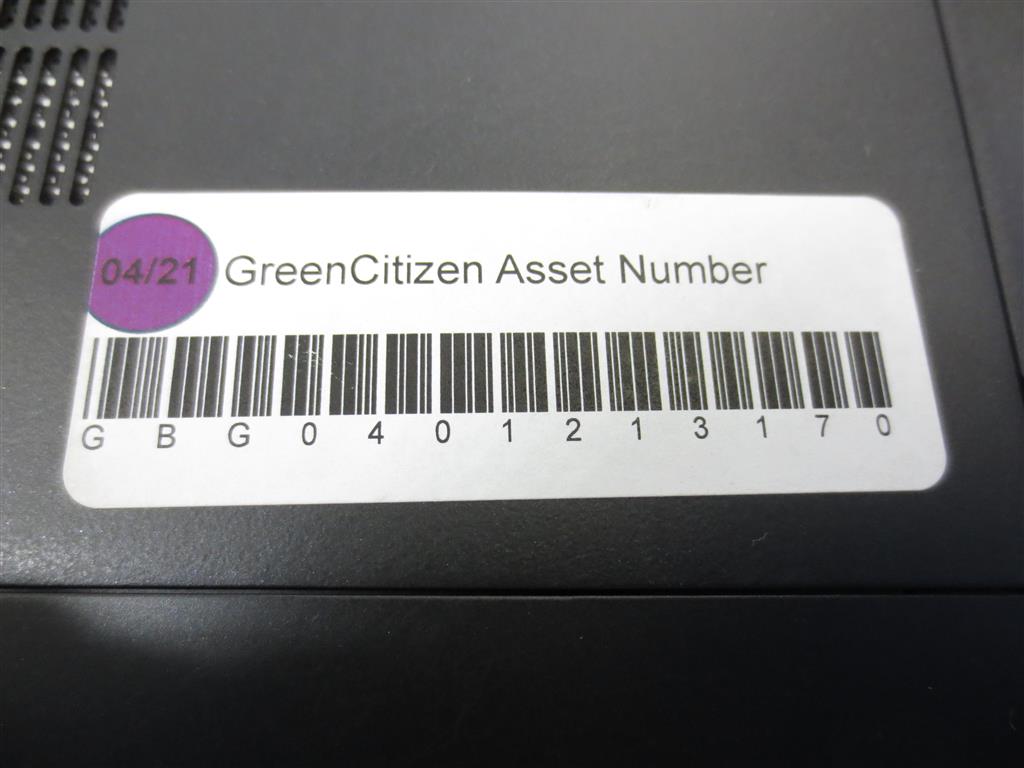 04/21 GreenCitizen Asset Number
G B G 0 4 0 1 2 1 3 1 7 0